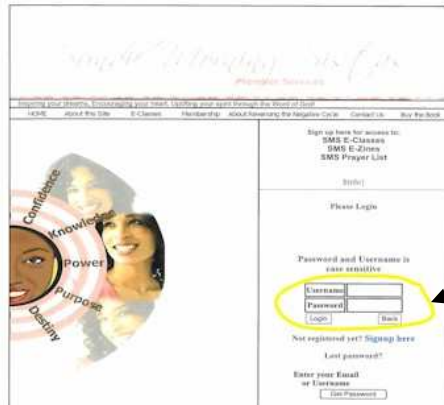 Member Services
Inspiring your dreams, Encouraging your heart, Uplifting your spirit through the Word of God!
HOME About this Site E-Classes Membership About Reversing the Negative Cycle Contact Us Buy the Book
Sign up here for access to:
SMS E-Classes
SMS E-Zines
SMS Prayer List
Confidence
Knowledge
Power
Purpose
Destiny
Please Login
Password and Username is
case sensitive
Username
Password
Login Back
Not registered yet? Signup here
Lost password?
Enter your Email
or Username
Get Password